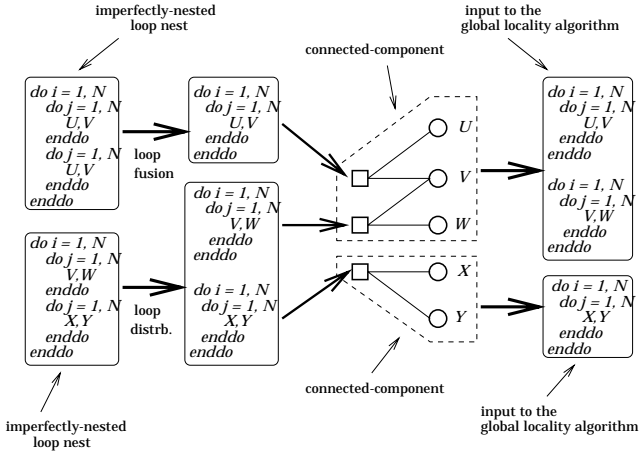 imperfectly-nested
loop nest
do i = 1, N
do j = 1, N
U,V
enddo
do j = 1, N
U,V
enddo
enddo
loop
fusion
do i = 1, N
do j = 1, N
U,V
enddo
enddo
connected-component
U
V
W
input to the
global locality algorithm
do i = 1, N
do j = 1, N
U,V
enddo
enddo
do i = 1, N
do j = 1, N
V,W
enddo
enddo
do i = 1, N
do j = 1, N
V,W
enddo
do j = 1, N
X,Y
enddo
enddo
imperfectly-nested
loop nest
loop
distrb.
do i = 1, N
do j = 1, N
V,W
enddo
enddo
do i = 1, N
do j = 1, N
X,Y
enddo
enddo
X
Y
connected-component
do i = 1, N
do j = 1, N
X,Y
enddo
enddo
input to the
global locality algorithm